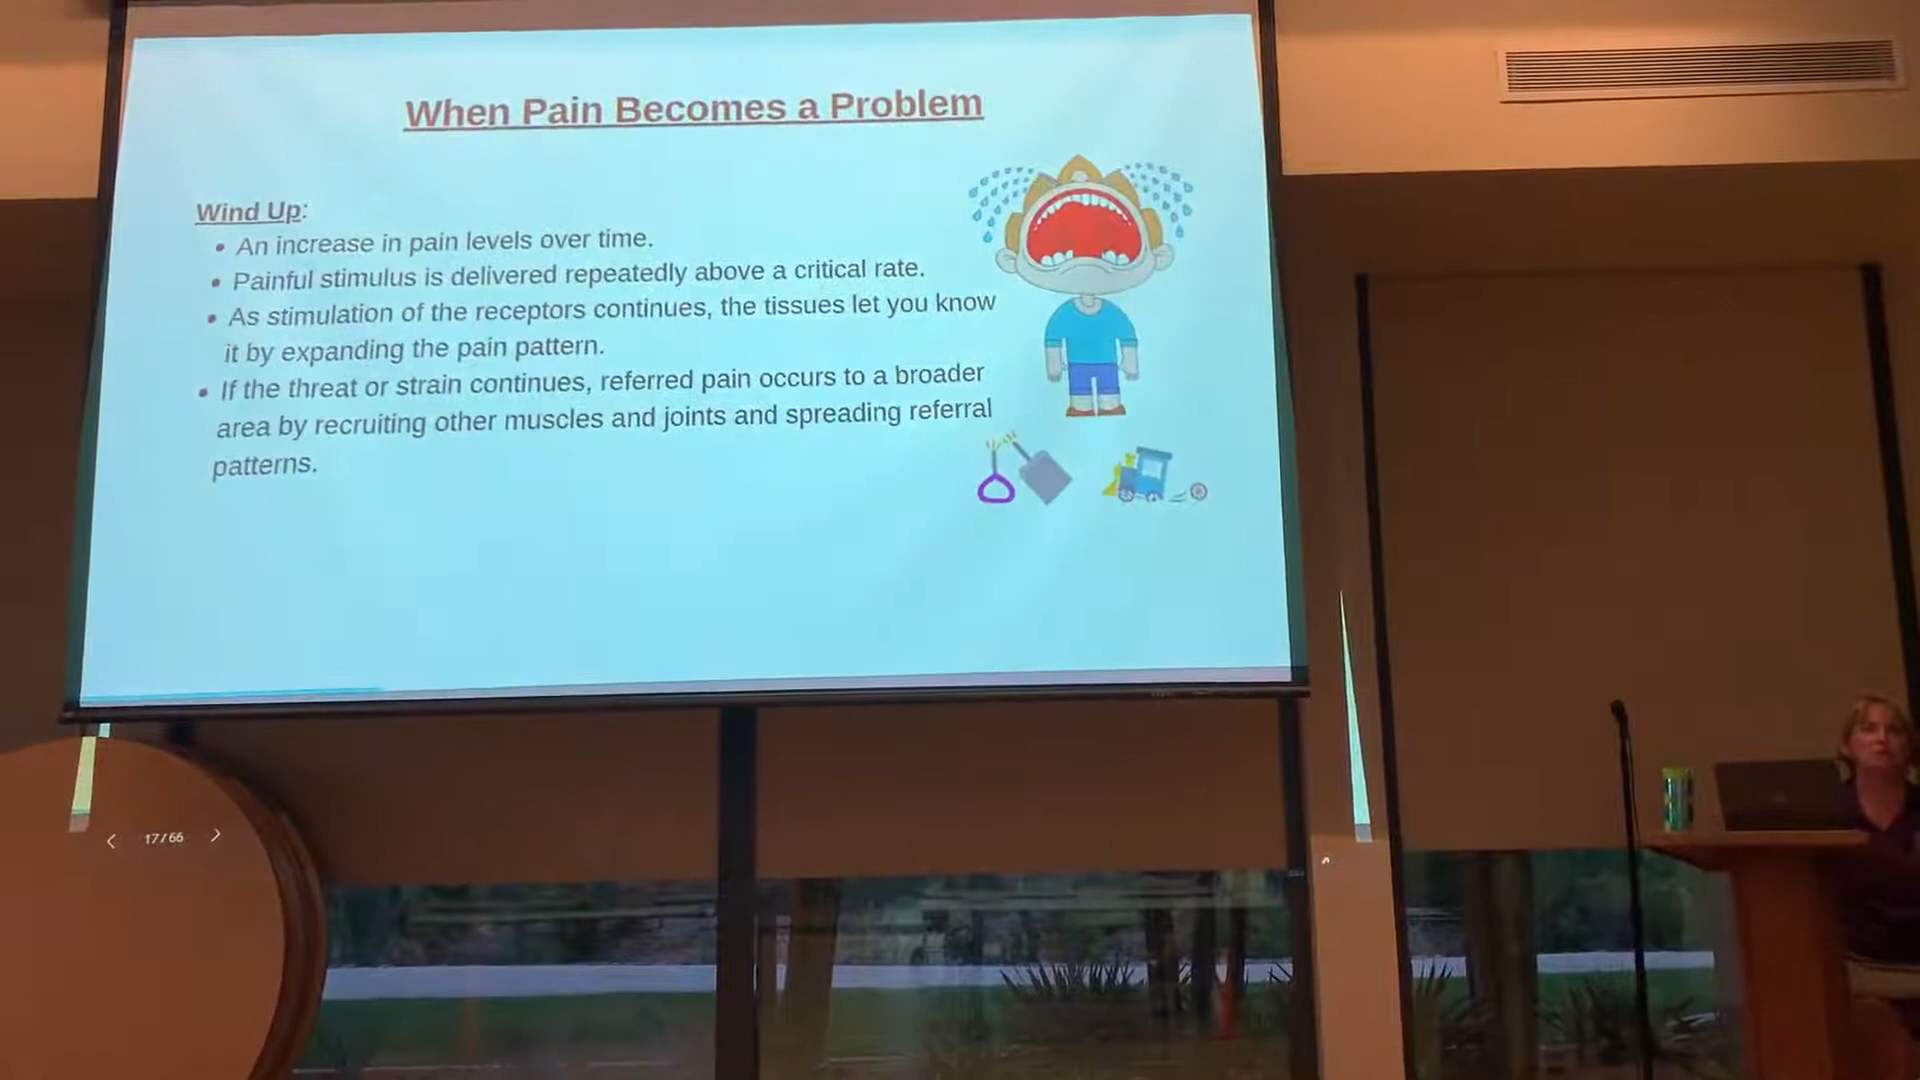 When Pain Becomes a Problem
Wind Up:
• An increase in pain levels over time.
• Painful stimulus is delivered repeatedly above a critical rate.
• As stimulation of the receptors continues, the tissues let you know
it by expanding the pain pattern.
• If the threat or strain continues, referred pain occurs to a broader
area by recruiting other muscles and joints and spreading referral
patterns.
17/66